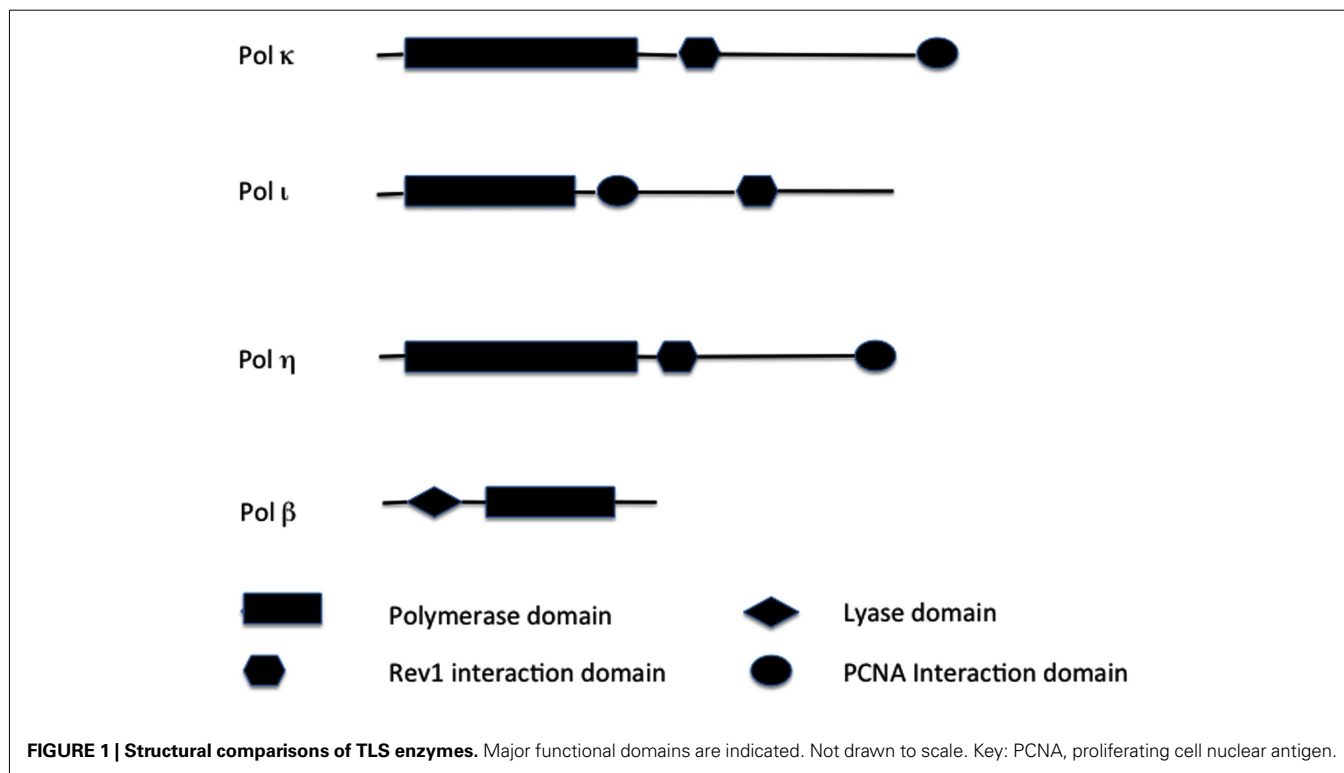 Pol κ
Pol ι
Pol η
Pol β
Polymerase domain
Lyase domain
Rev1 interaction domain
PCNA Interaction domain
FIGURE 1 | Structural comparisons of TLS enzymes. Major functional domains are indicated. Not drawn to scale. Key: PCNA, proliferating cell nuclear antigen.